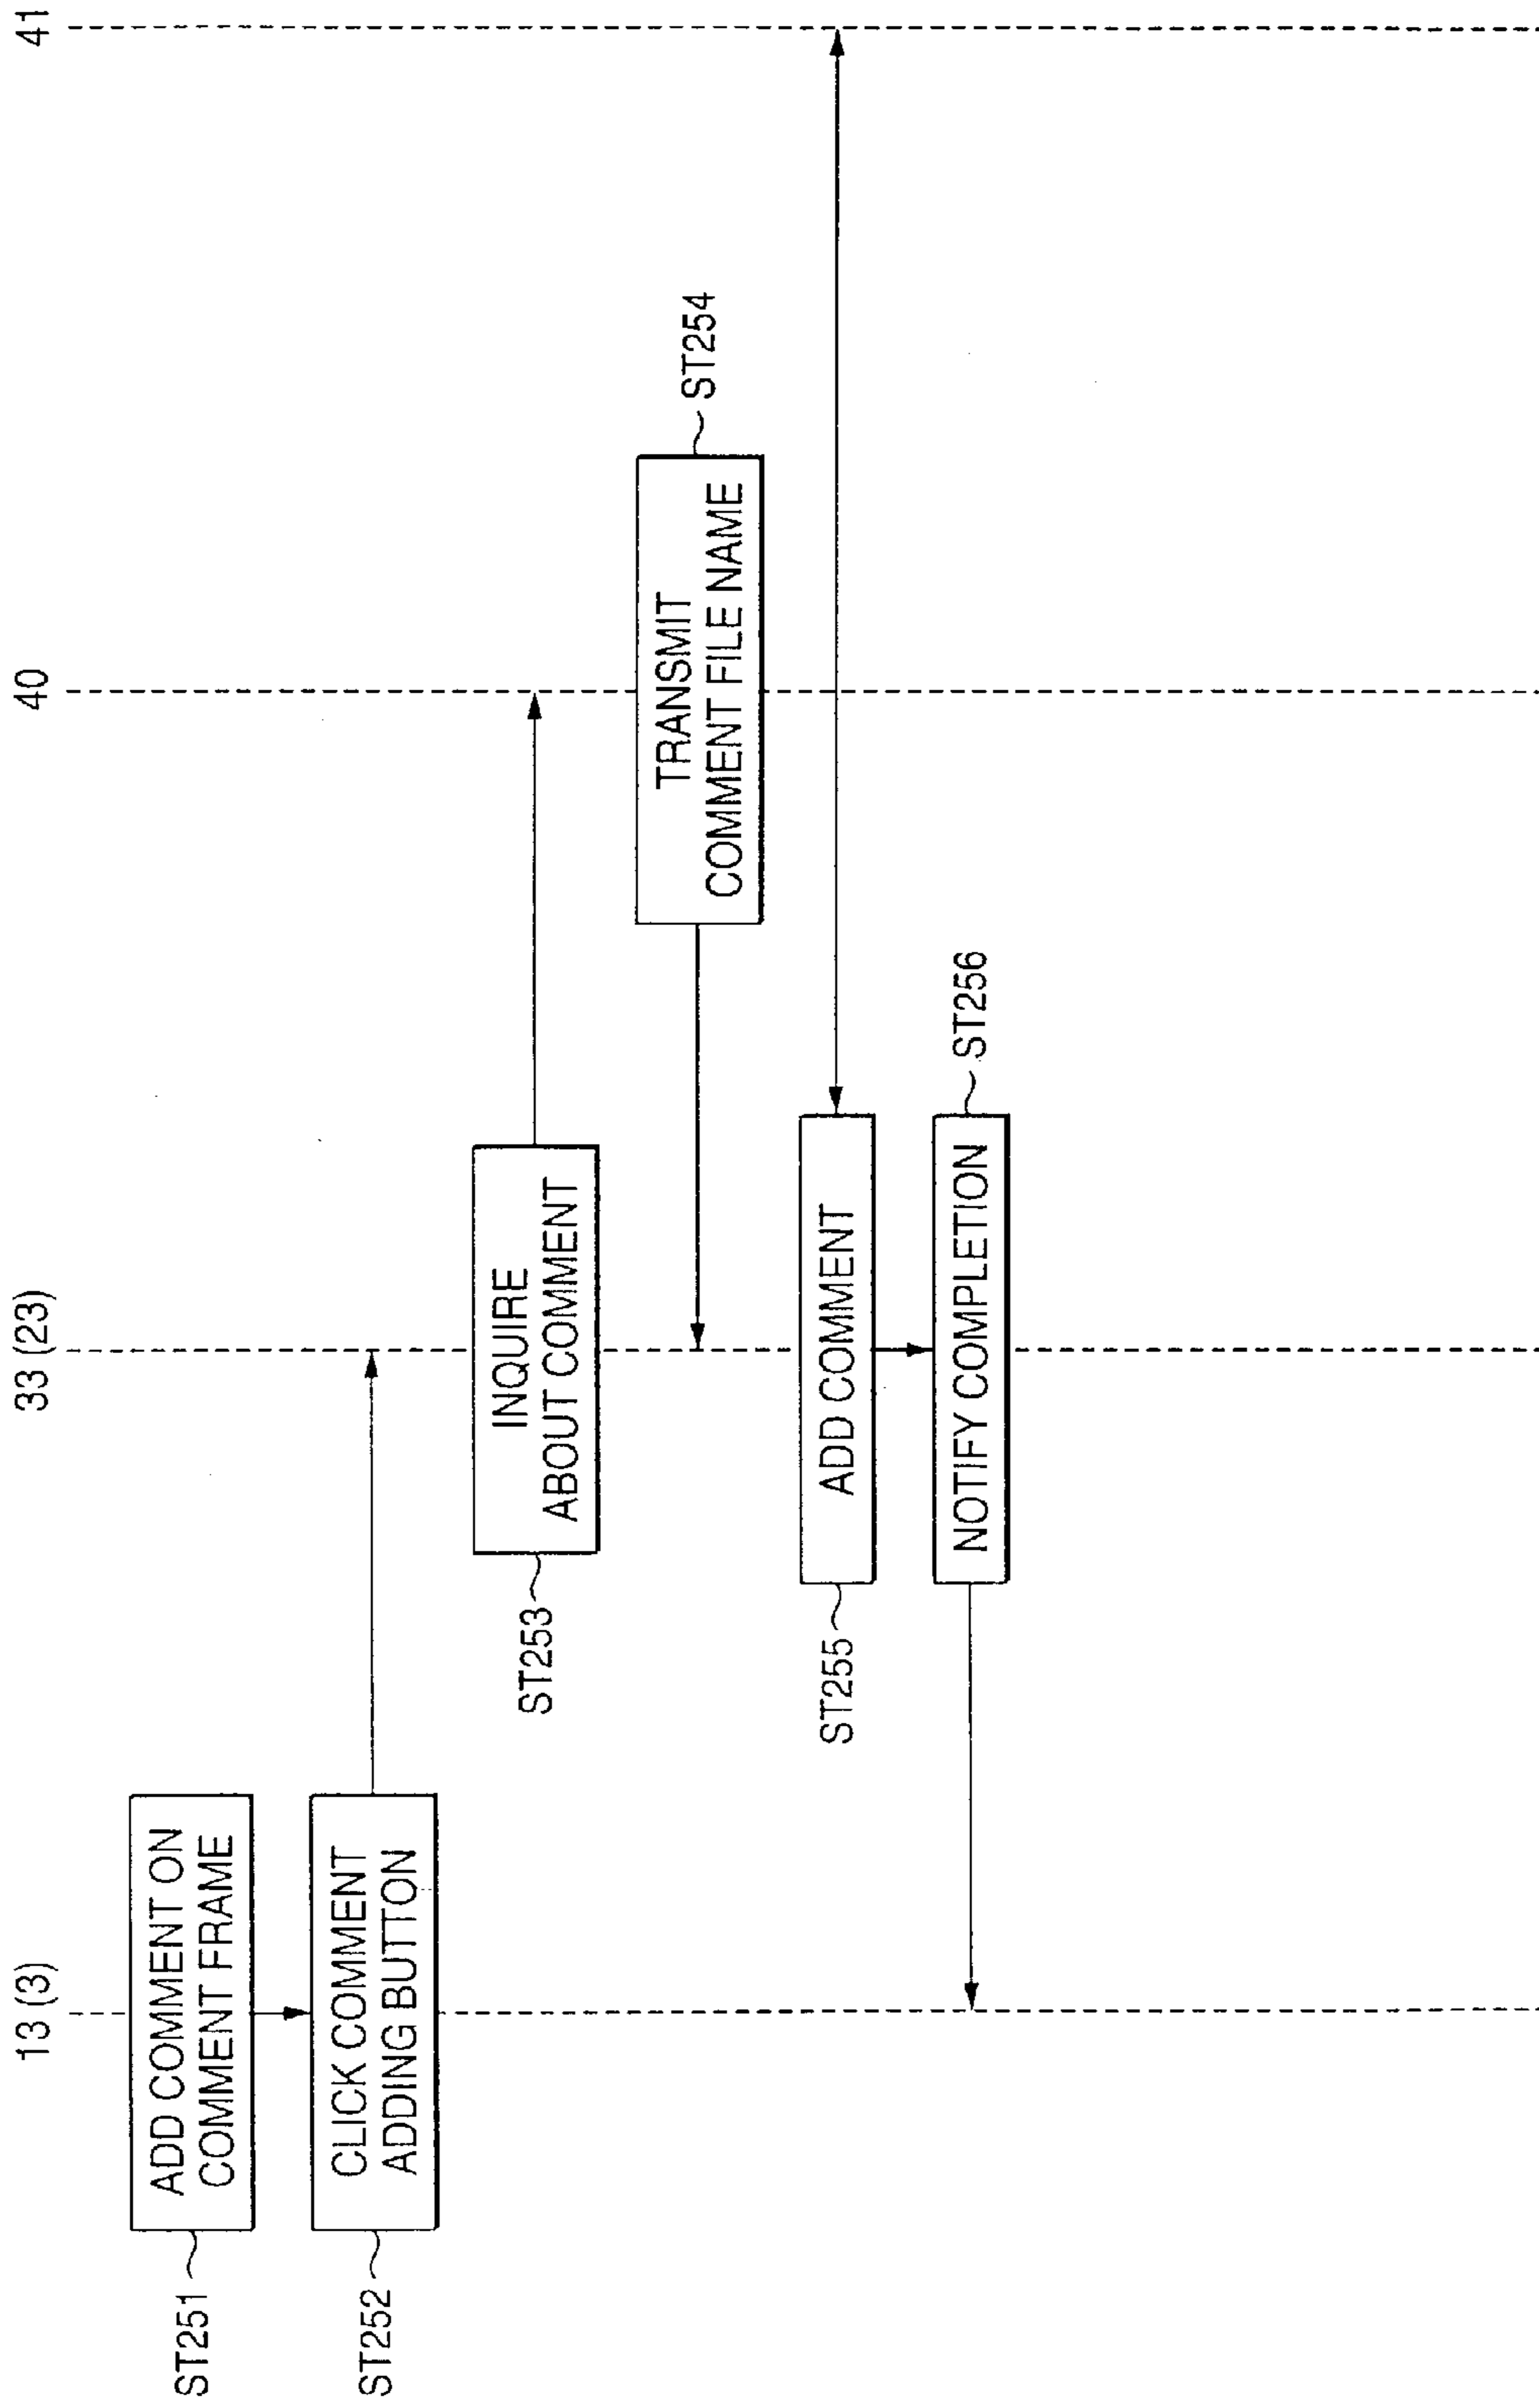 13 (3)
33 (23)
40
41
ST251
ADD COMMENT ON
COMMENT FRAME
ST252
CLICK COMMENT
ADDING BUTTON
ST253
INQUIRE
ABOUT COMMENT
TRANSMIT
COMMENT FILE NAME
ST254
ST255
ADD COMMENT
NOTIFY COMPLETION
ST256